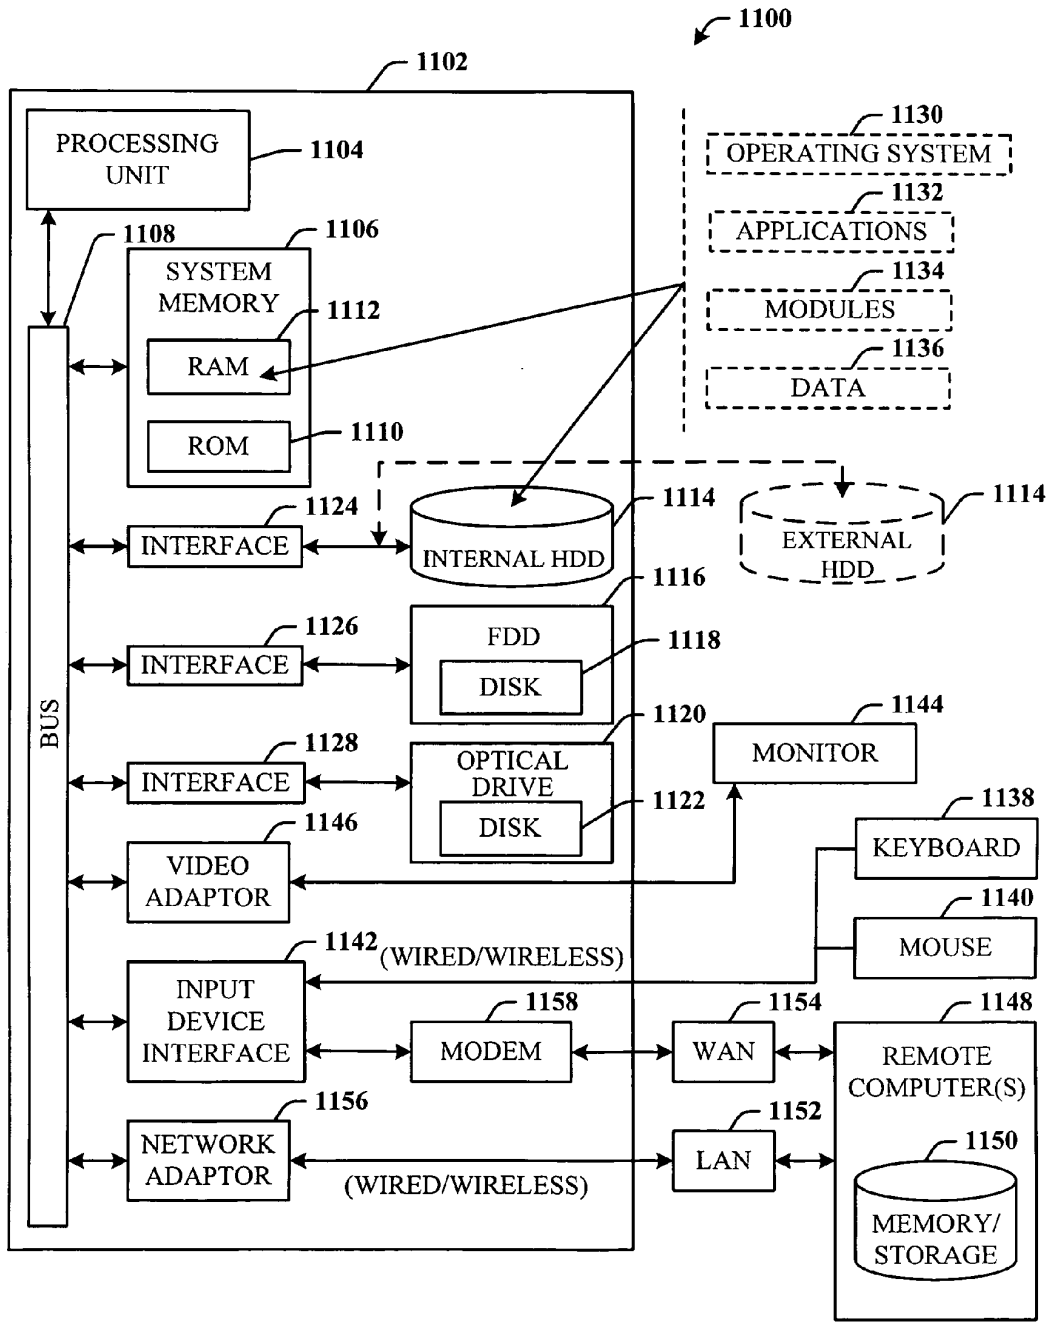 1100
1102
PROCESSING
UNIT
1104
1130
OPERATING SYSTEM
1132
APPLICATIONS
1134
MODULES
1136
DATA
1108
1106
SYSTEM
MEMORY
1112
RAM
1110
ROM
BUS
1124
INTERFACE
1114
INTERNAL HDD
1114
EXTERNAL
HDD
1126
INTERFACE
1116
FDD
1118
DISK
1128
INTERFACE
1120
OPTICAL
DRIVE
1122
DISK
1144
MONITOR
1146
VIDEO
ADAPTOR
1138
KEYBOARD
1140
MOUSE
1142
(WIRED/WIRELESS)
INPUT
DEVICE
INTERFACE
1158
MODEM
1154
WAN
1148
REMOTE
COMPUTER(S)
1156
NETWORK
ADAPTOR
(WIRED/WIRELESS)
1152
LAN
1150
MEMORY/
STORAGE